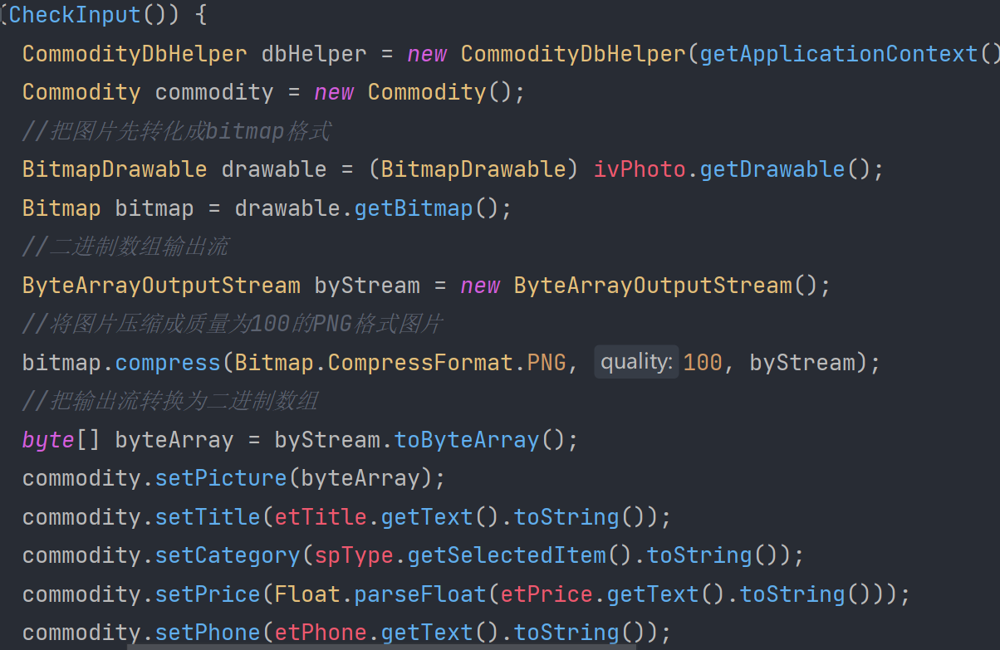 (CheckInput()) {
CommodityDbHelper dbHelper = new CommodityDbHelper(getApplicationContext()
Commodity commodity = new Commodity();
//把图片先转化成bitmap格式
BitmapDrawable drawable = (BitmapDrawable) ivPhoto.getDrawable();
Bitmap bitmap = drawable.getBitmap();
//二进制数组输出流
ByteArrayOutputStream byStream = new ByteArrayOutputStream();
//将图片压缩成质量为100的PNG格式图片
bitmap.compress(Bitmap.CompressFormat.PNG, quality: 100, byStream);
//把输出流转换为二进制数组
byte[] byteArray = byStream.toByteArray();
commodity.setPicture(byteArray);
commodity.setTitle(etTitle.getText().toString());
commodity.setCategory(spType.getSelectedItem().toString());
commodity.setPrice(Float.parseFloat(etPrice.getText().toString()));
commodity.setPhone(etPhone.getText().toString());